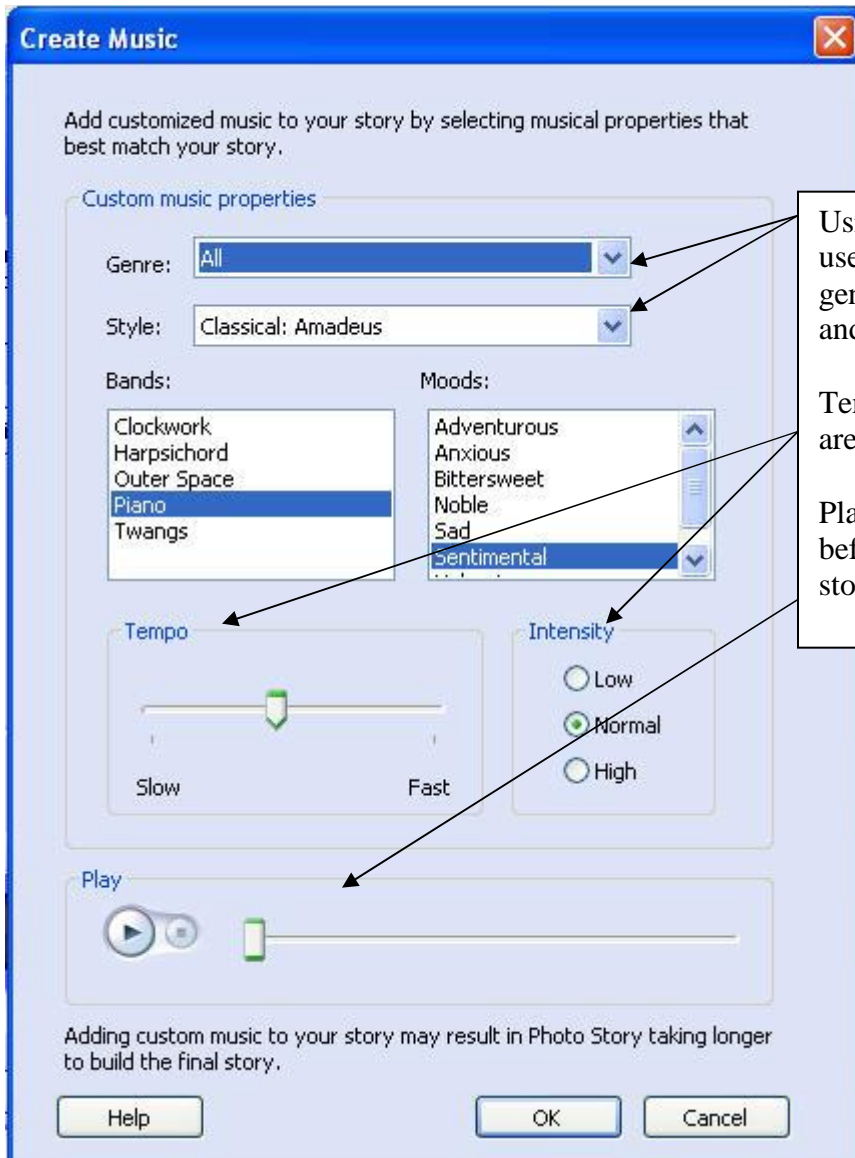 Create Music
Add customized music to your story by selecting musical properties that
best match your story.
Custom music properties
Genre: All
Style: Classical: Amadeus
Bands:
Clockwork
Harpsichord
Outer Space
Piano
Twangs
Moods:
Adventurous
Anxious
Bittersweet
Noble
Sad
Sentimental
Tempo
Slow Fast
Intensity
Low
Normal
High
Play
Adding custom music to your story may result in Photo Story taking longer
to build the final story.
Help OK Cancel
use
are